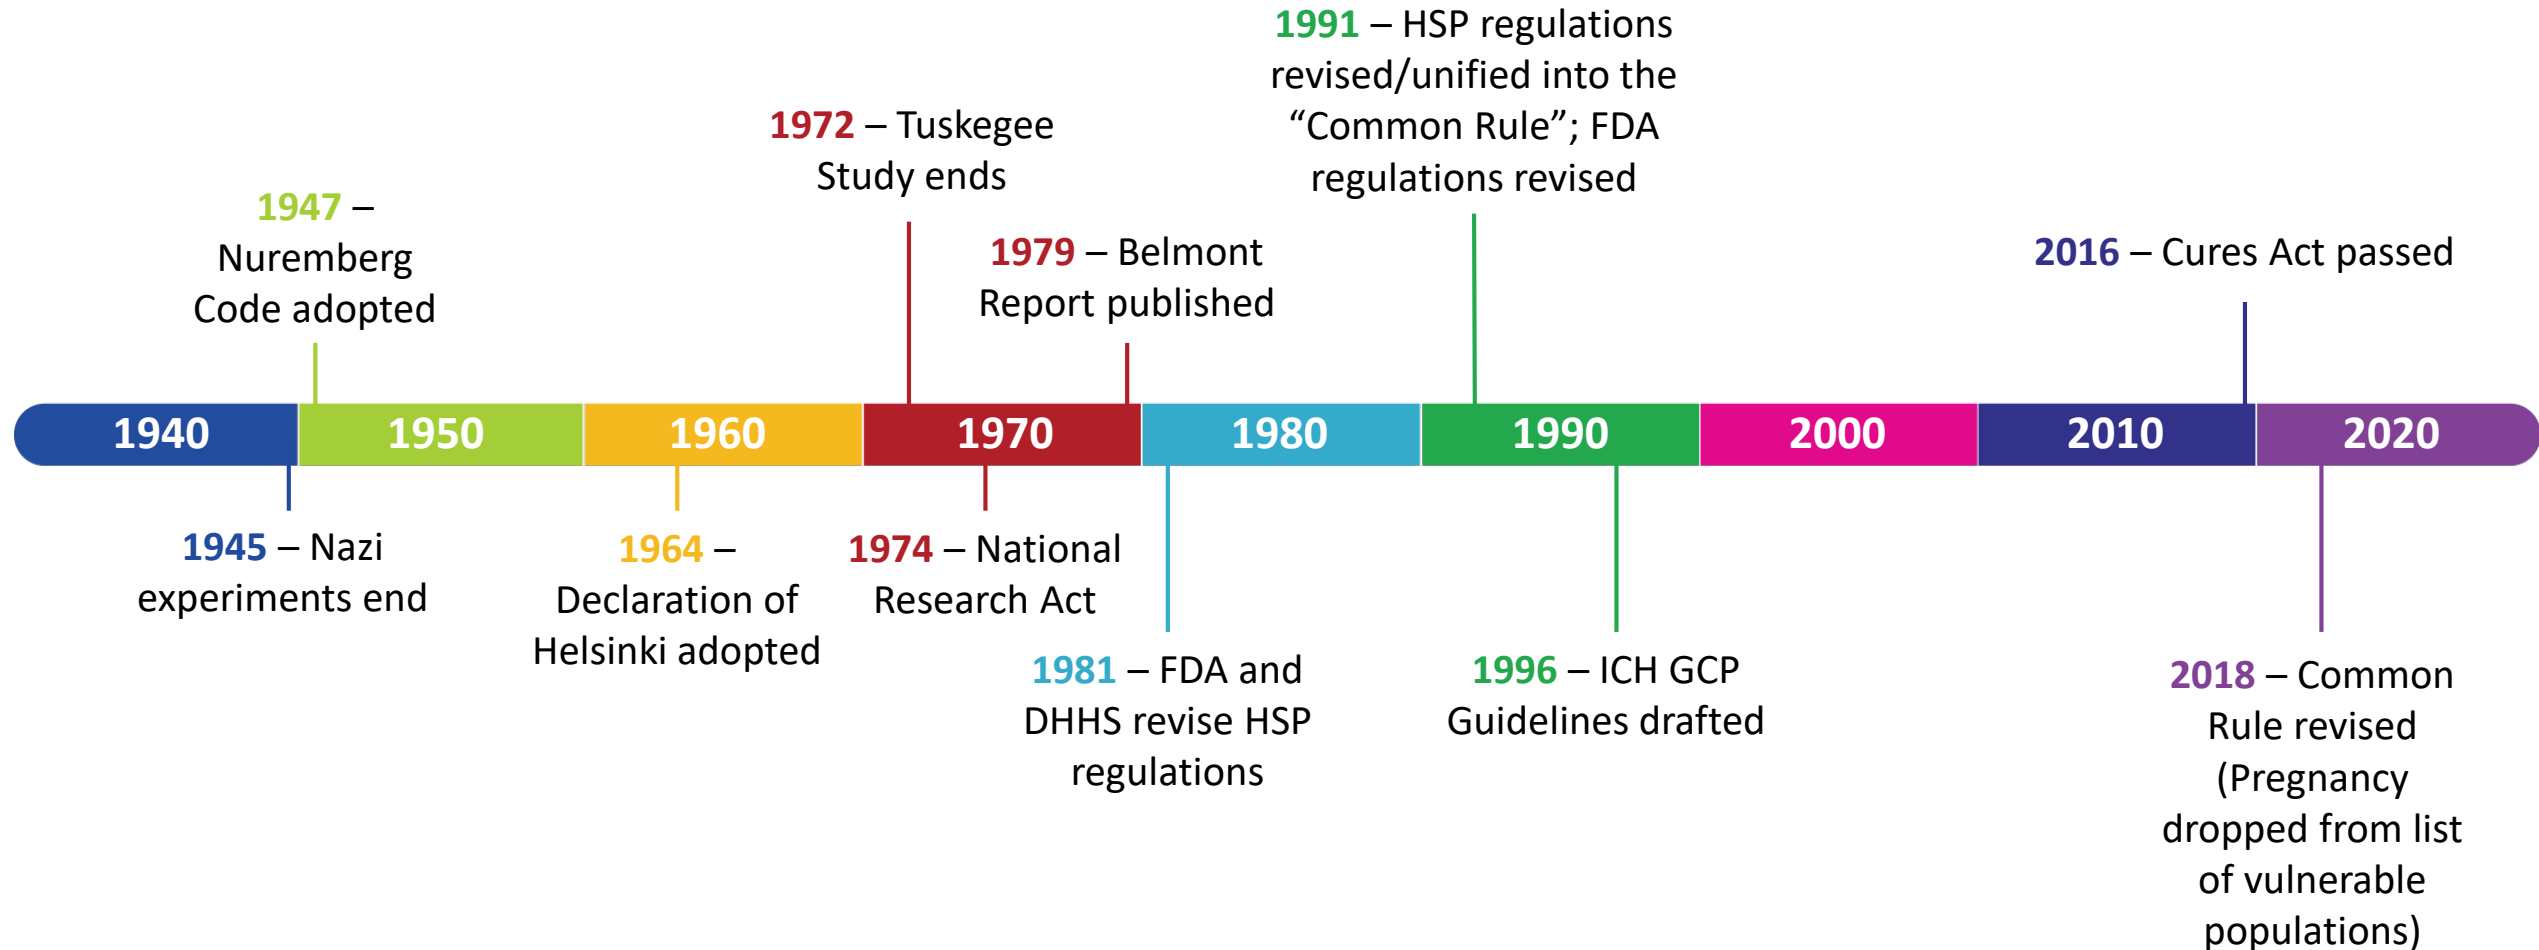 1991 – HSP regulations
revised/unified into the
“Common Rule”; FDA
regulations revised
1972 – Tuskegee
Study ends
1947 –
Nuremberg
Code adopted
1979 – Belmont
Report published
2016 – Cures Act passed
1940
1950
1960
1970
1980
1990
2000
2010
2020
1945 – Nazi
experiments end
1964 –
Declaration of
Helsinki adopted
1974 – National
Research Act
1981 – FDA and
DHHS revise HSP
regulations
1996 – ICH GCP
Guidelines drafted
2018 – Common
Rule revised
(Pregnancy
dropped from list
of vulnerable
populations)